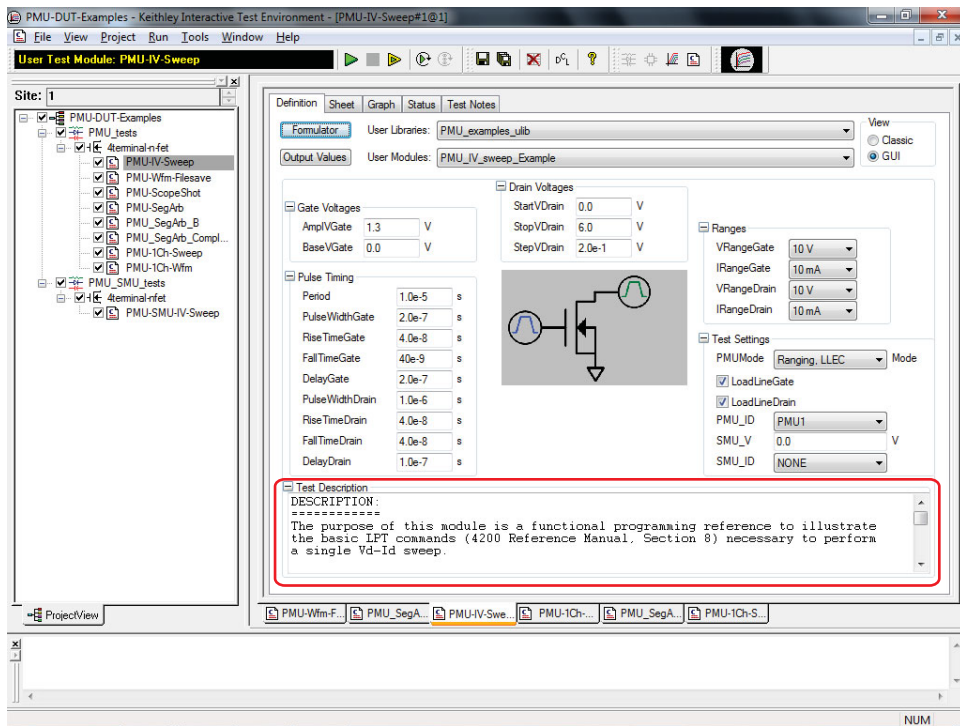 PMU-DUT-Examples - Keithley Interactive Test Environment - [PMU-IV-Sweep#1@1]
File View Project Run Tools Window Help
User Test Module: PMU-IV-Sweep
Site: 1
PMU-DUT-Examples
PMU_tests
4terminal-n-fet
PMU-IV-Sweep
PMU-Wfm-Filesave
PMU-ScopeShot
PMU-SegArb
PMU_SegArb_B
PMU_SegArb_Compl...
PMU-1Ch-Sweep
PMU-1Ch-Wfm
PMU_SMU_tests
4terminal-nfet
PMU-SMU-IV-Sweep
ProjectView
Definition Sheet Graph Status Test Notes
Formulator User Libraries: PMU_examples_ulib
Output Values User Modules: PMU_IV_sweep_Example
View
Classic
GUI
Gate Voltages
AmplVGate 1.3 V
BaseVGate 0.0 V
Drain Voltages
StartVDrain 0.0 V
StopVDrain 6.0 V
StepVDrain 2.0e-1 V
Pulse Timing
Period 1.0e-5 s
PulseWidthGate 2.0e-7 s
RiseTimeGate 4.0e-8 s
FallTimeGate 40e-9 s
DelayGate 2.0e-7 s
PulseWidthDrain 1.0e-6 s
RiseTimeDrain 4.0e-8 s
FallTimeDrain 4.0e-8 s
DelayDrain 1.0e-7 s
Ranges
VRangeGate 10 V
IRangeGate 10 mA
VRangeDrain 10 V
IRangeDrain 10 mA
Test Settings
PMUMode Ranging, LLEC Mode
LoadLineGate
LoadLineDrain
PMU_ID PMU1
SMU_V 0.0 V
SMU_ID NONE
Test Description
DESCRIPTION:
============
The purpose of this module is a functional programming reference to illustrate
the basic LPT commands (4200 Reference Manual, Section 8) necessary to perform
a single Vd-Id sweep.
PMU-Wfm-F... PMU_SegA... PMU-IV-Swe... PMU-1Ch-... PMU_SegA... PMU-1Ch-S...
NUM